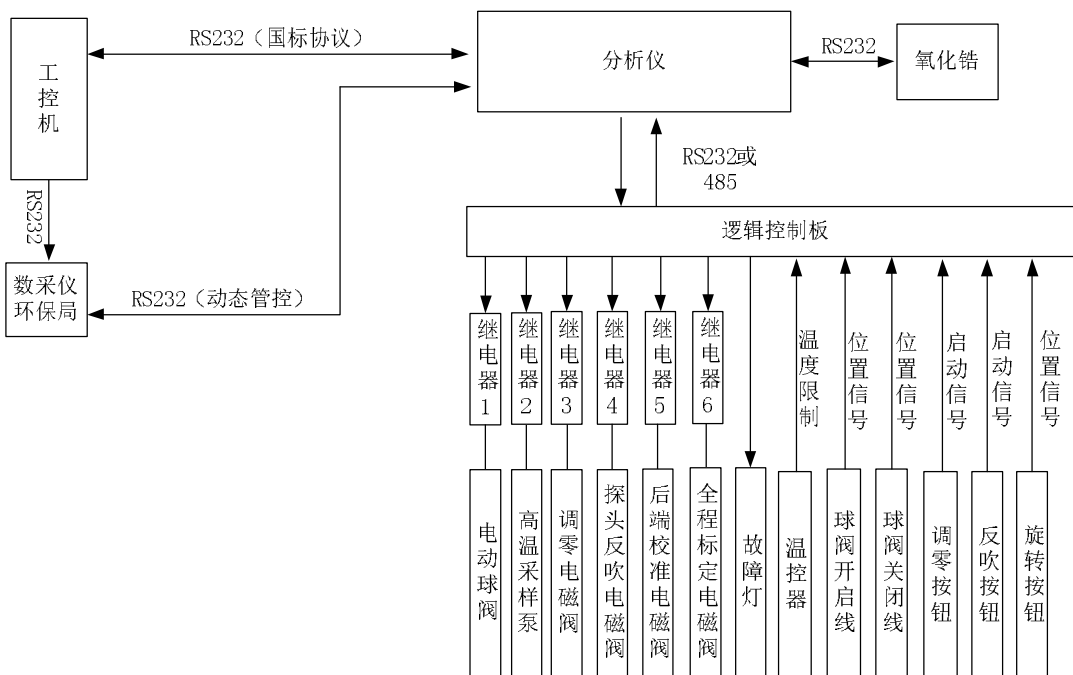 RS232（国标协议）
工控机
分析仪
RS232
氧化锆
RS232或
485
RS232
逻辑控制板
数采仪
环保局
RS232（动态管控）
继电器1
继电器2
继电器3
继电器4
继电器5
继电器6
温度限制
位置信号
位置信号
启动信号
启动信号
位置信号
电动球阀
高温采样泵
调零电磁阀
探头反吹电磁阀
后端校准电磁阀
全程标定电磁阀
故障灯
温控器
球阀开启线
球阀关闭线
调零按钮
反吹按钮
旋转按钮